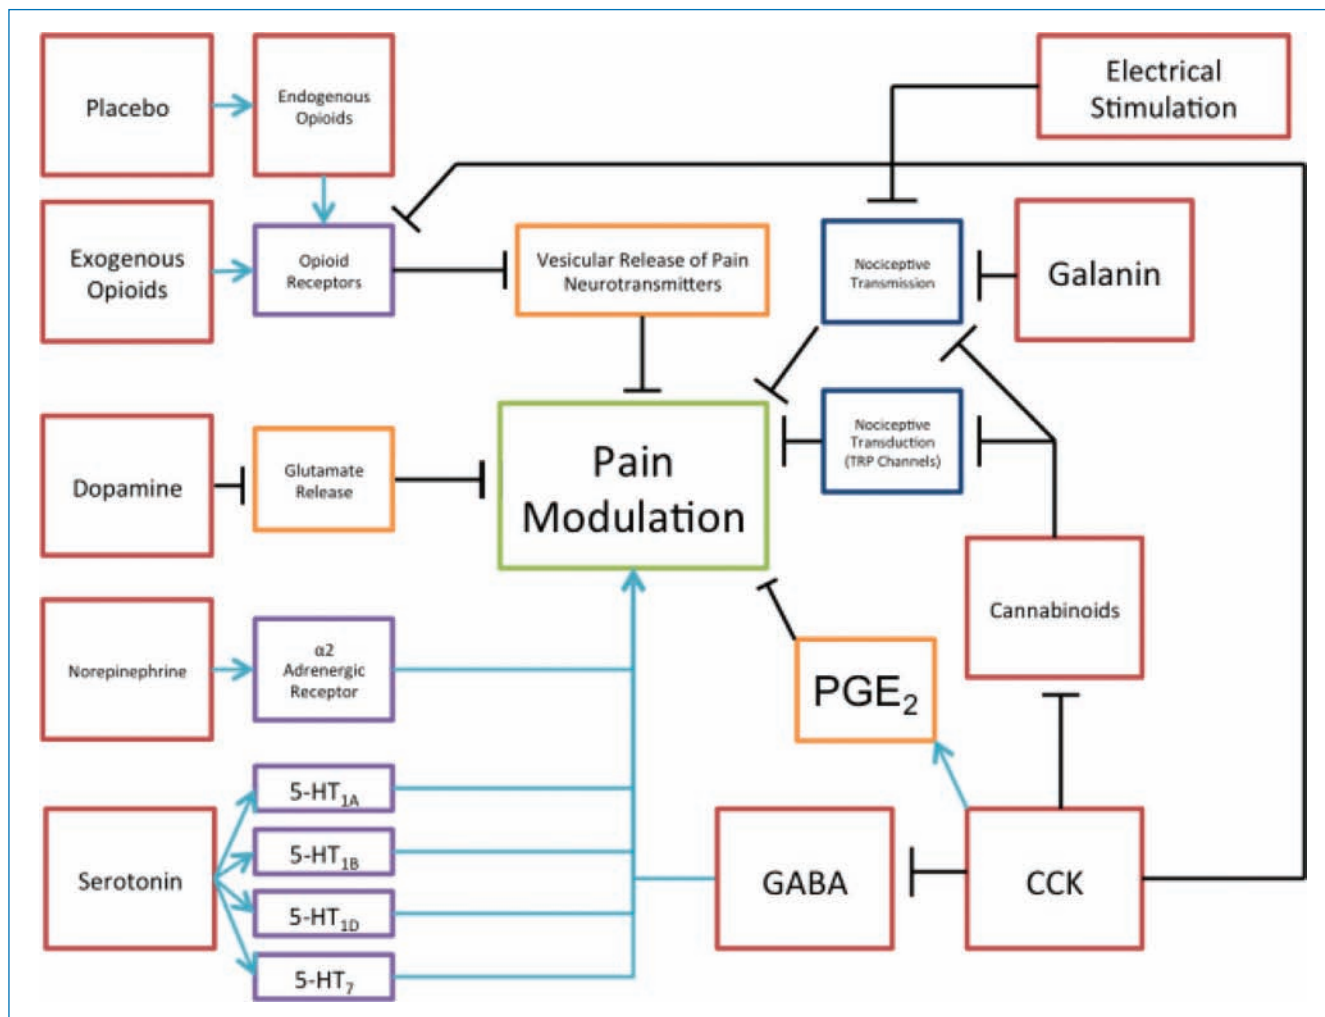 Placebo
Endogenous
Opioids
Electrical
Stimulation
Exogenous
Opioids
Opioid
Receptors
Vesicular Release of Pain
Neurotransmitters
Nociceptive
Transmission
Galanin
Dopamine
Glutamate
Release
Pain
Modulation
Nociceptive
Transduction
(TRP Channels)
Cannabinoids
Norepinephrine
α2
Adrenergic
Receptor
PGE₂
Serotonin
5-HT₁A
5-HT₁B
5-HT₁D
5-HT₇
GABA
CCK